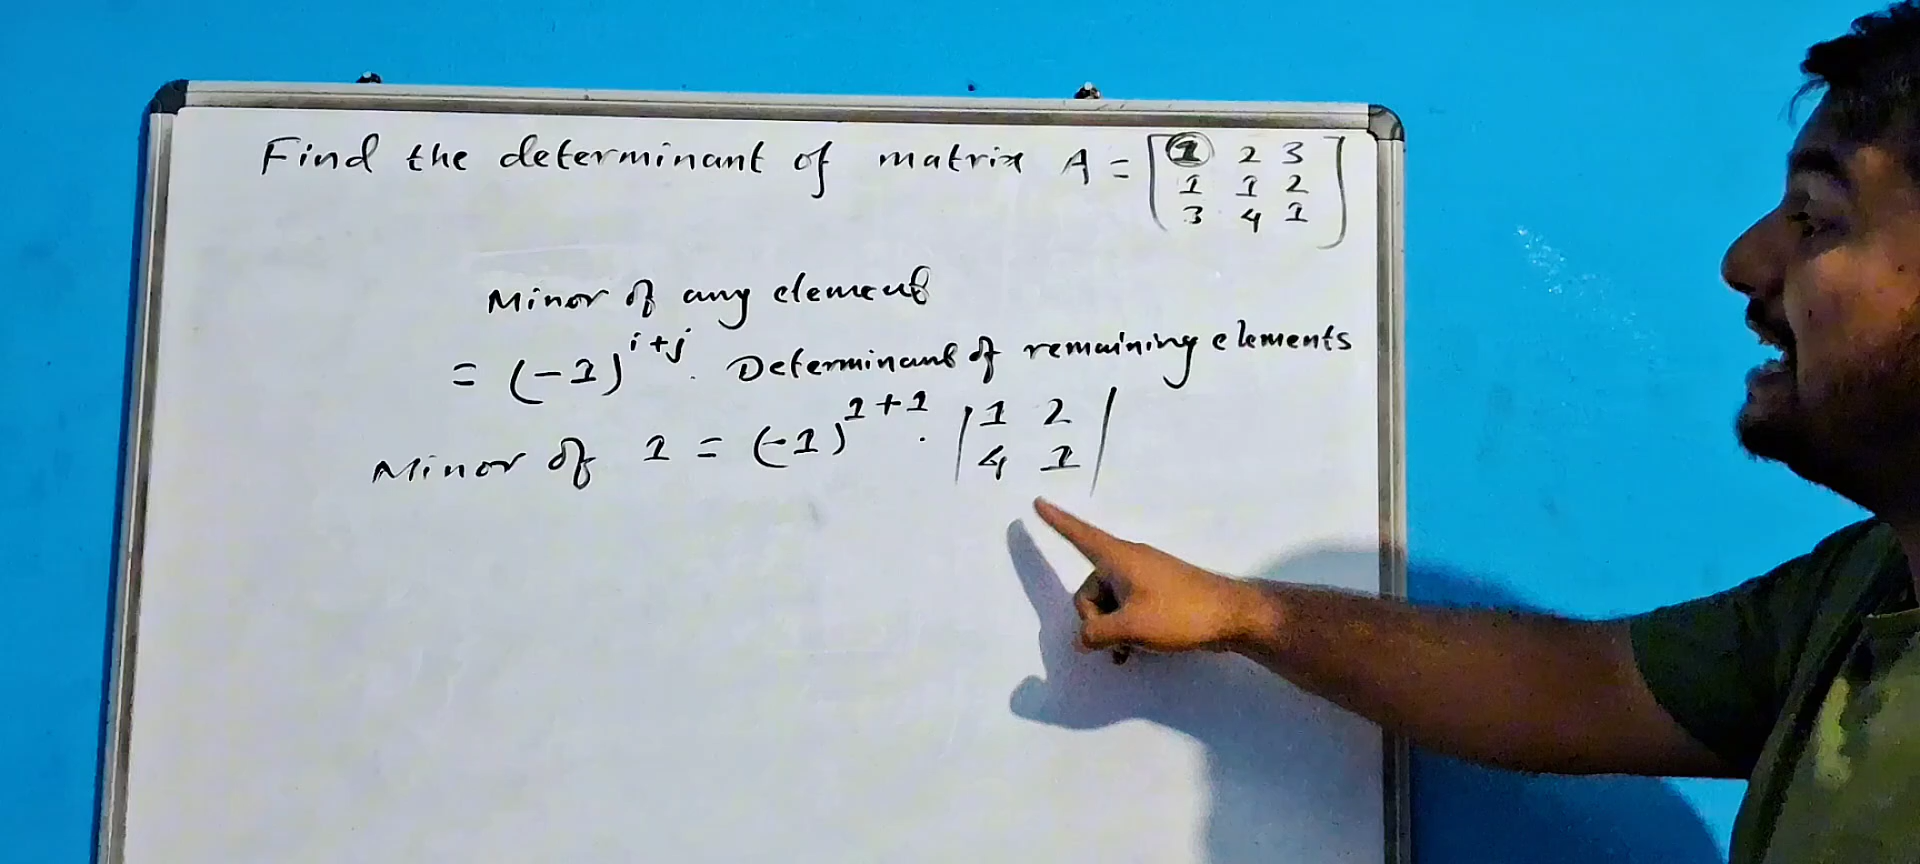 Find the determinant of matrix A = [1 2 3
1 1 2
3 4 1]
Minor of any element
= (-1)^i+j . Determinant of remaining elements
Minor of 1 = (-1)^1+1 . |1 2
4 1|